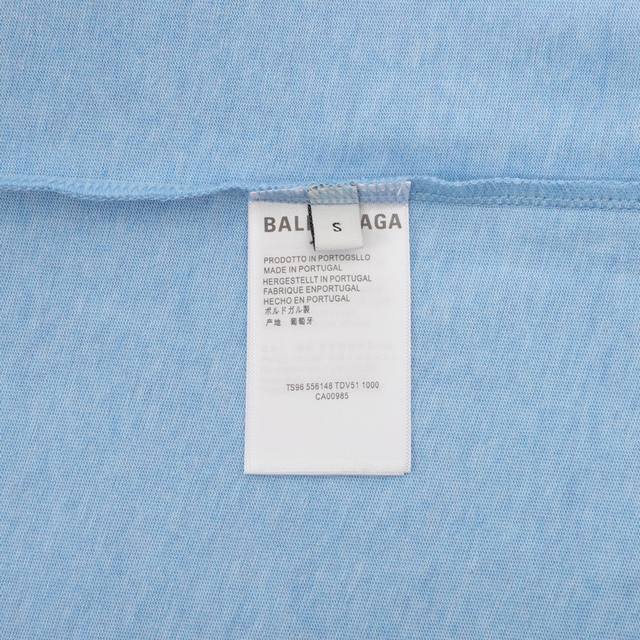 BAL AGA
S
PRODOTTO IN PORTOGSLLO
MADE IN PORTUGAL
HERGESTELLT IN PORTUGAL
FABRIQUE ENPORTUGAL
HECHO EN PORTUGAL
ポルドガル製
产地 葡萄牙
TS96 556148 TDV51 1000
CA00985